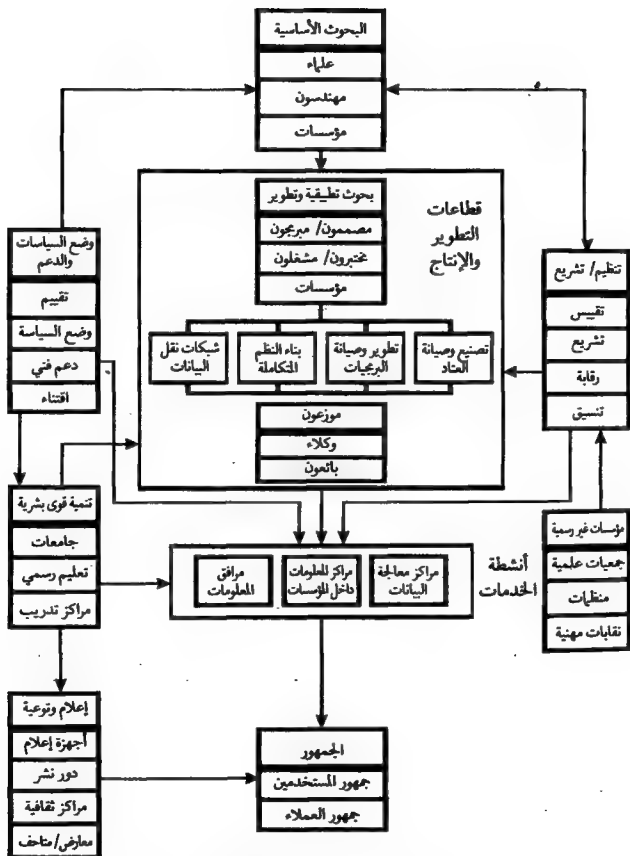 البحوث الأساسية
علماء
مهندسون
مؤسسات
قطاعات
التطوير
والإنتاج
بحوث تطبيقية وتطوير
مصممون/ مبرمجون
مختبرون/ مشغلون
مؤسسات
تصنيع وصيانة
العتاد
تطوير وصيانة
البرمجيات
بناء النظم
المتكاملة
شبكات نقل
البيانات
موزعون
وكلاء
بائعون
تنظيم/ تشريع
تقييس
تشريع
رقابة
تنسيق
وضع السياسات
والدعم
تقييم
وضع السياسة
دعم فني
اقتناء
مؤسسات غير رسمية
جمعيات علمية
منظمات
نقابات مهنية
تنمية قوى بشرية
جامعات
تعليم رسمي
مراكز تدريب
أنشطة
الخدمات
مراكز معالجة
البيانات
مراكز المعلومات
داخل المؤسسات
مرافق
المعلومات
إعلام وتوعية
أجهزة إعلام
دور نشر
مراكز ثقافية
معارض/ متاحف
الجمهور
جمهور المستخدمين
جمهور العملاء